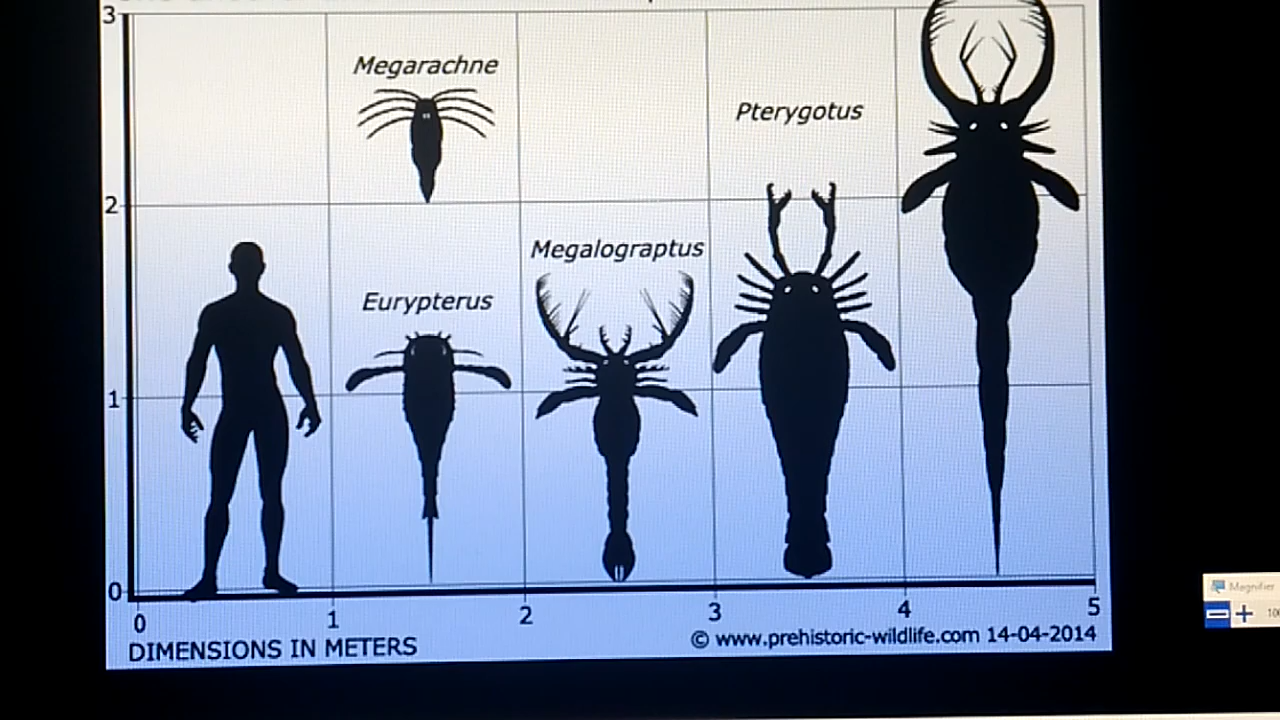 3
Megarachne
Pterygotus
2
Megalograptus
Eurypterus
1
0
0 1 2 3 4 5
DIMENSIONS IN METERS
© www.prehistoric-wildlife.com 14-04-2014
Magnifier